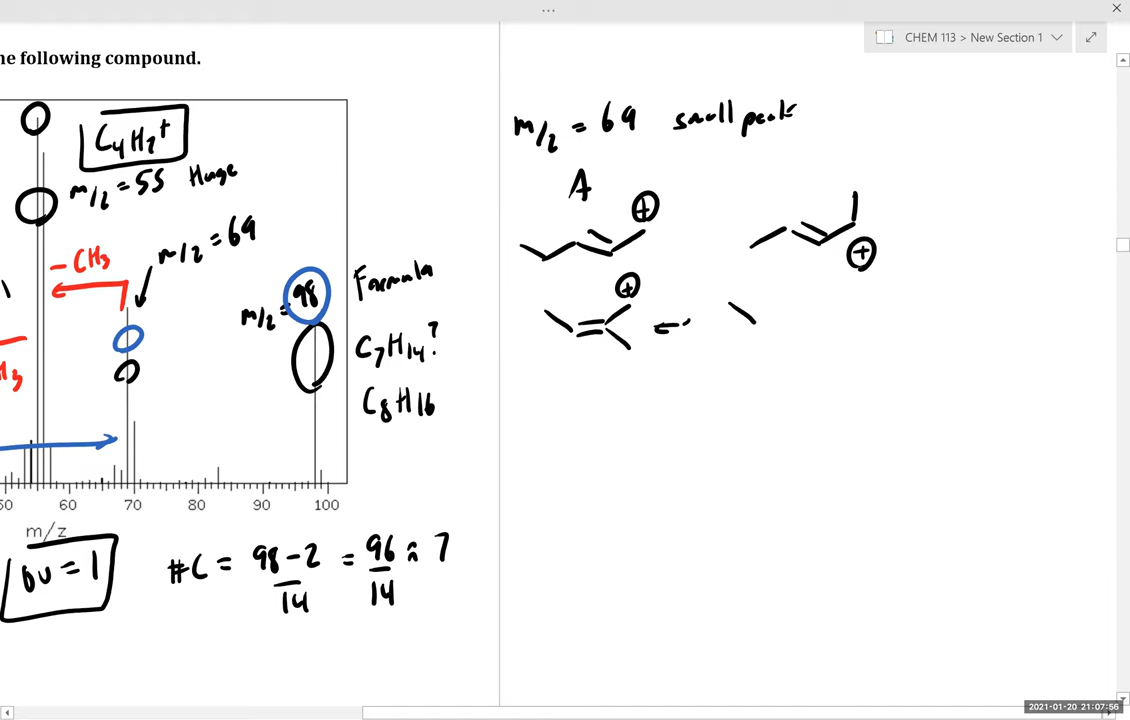 CHEM 113 > New Section 1
he following compound.
C4H7+
m/z = 55 Huge
m/z = 69
- CH3
m/z = 98
Formula
C7H14?
C8H16
H3
50 60 70 80 90 100
m/z
DU = 1
#C = 98 - 2 / 14 = 96 / 14 ≈ 7
m/z = 69 small peak
A
+
+
+
2021-01-20 21:07:56